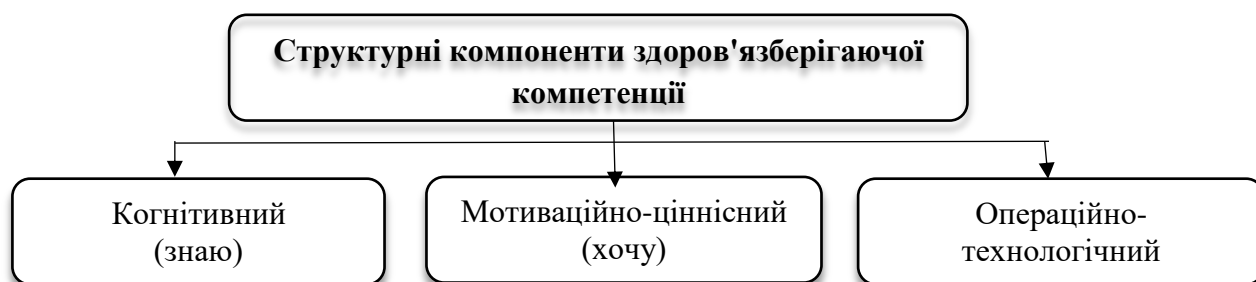 Структурні компоненти здоров'язберігаючої
компетенції
Когнітивний
(знаю)
Мотиваційно-ціннісний
(хочу)
Операційно-
технологічний